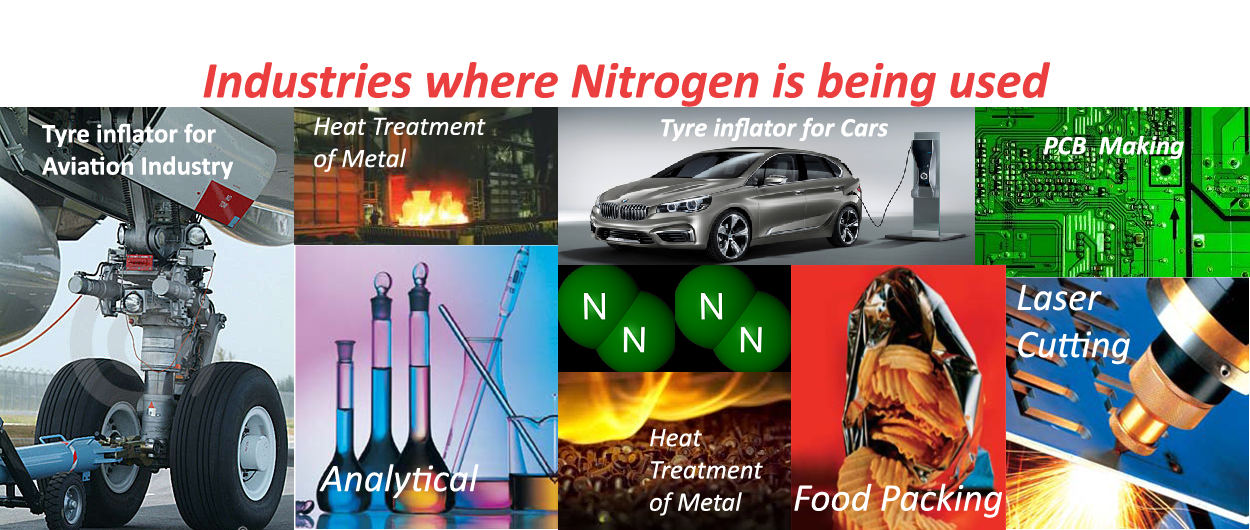 Industries where Nitrogen is being used
Tyre inflator for
Aviation Industry
Heat Treatment
of Metal
Tyre inflator for Cars
PCB Making
Analytical
N
N
N
N
Heat
Treatment
of Metal
Food Packing
Laser
Cutting